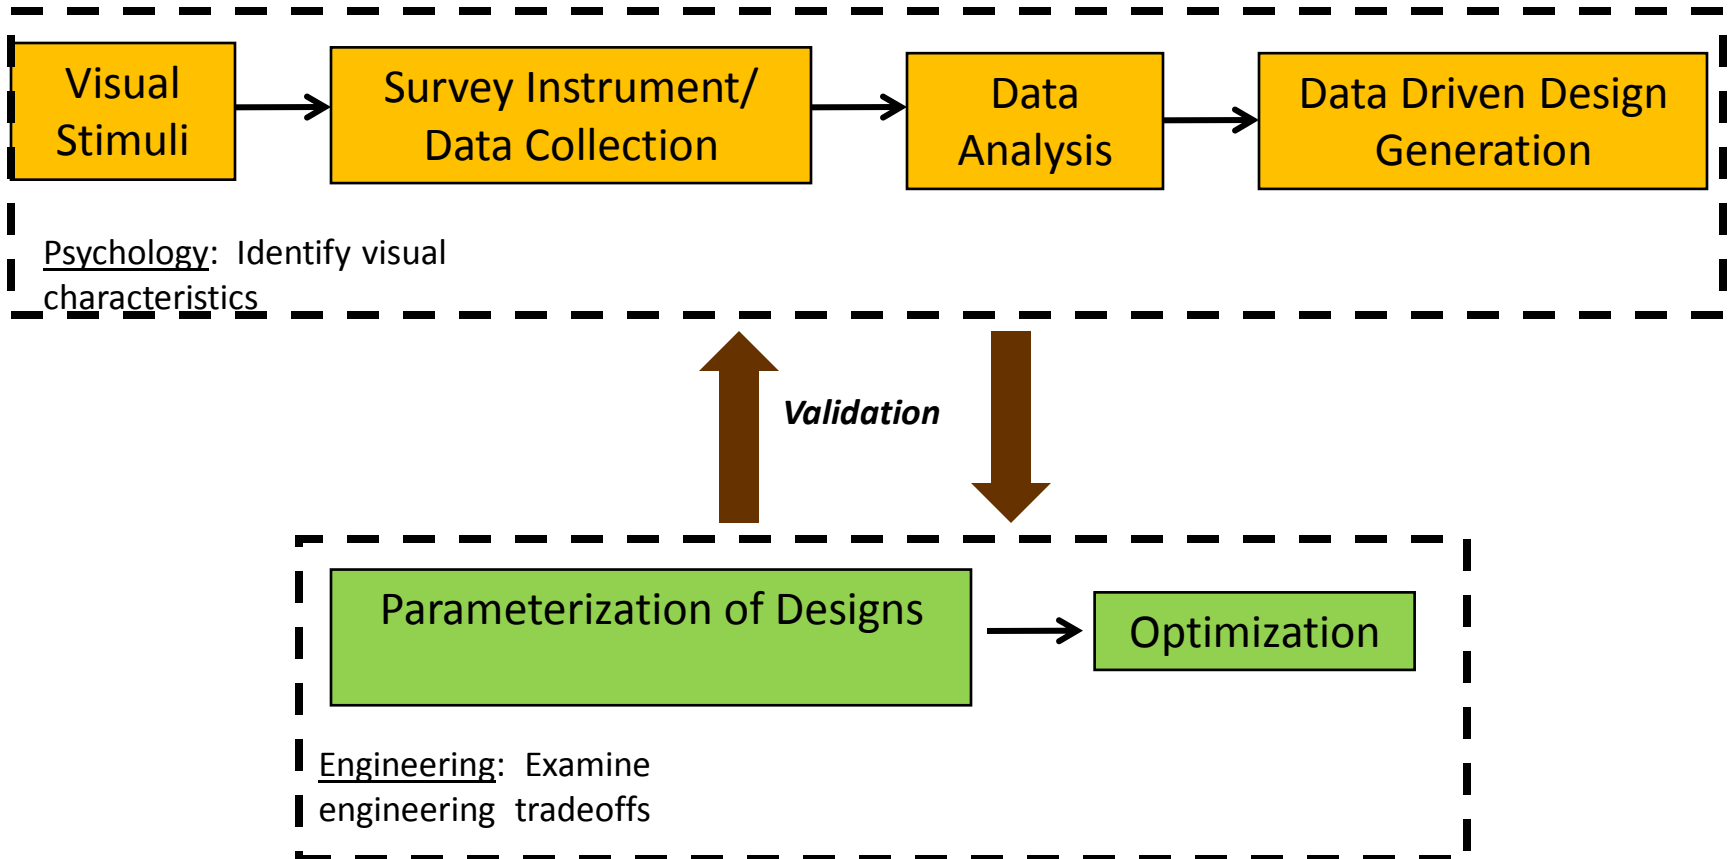 Visual
Stimuli
Survey Instrument/
Data Collection
Data
Analysis
Data Driven Design
Generation
Psychology: Identify visual
characteristics
Validation
Parameterization of Designs
Optimization
Engineering: Examine
engineering tradeoffs